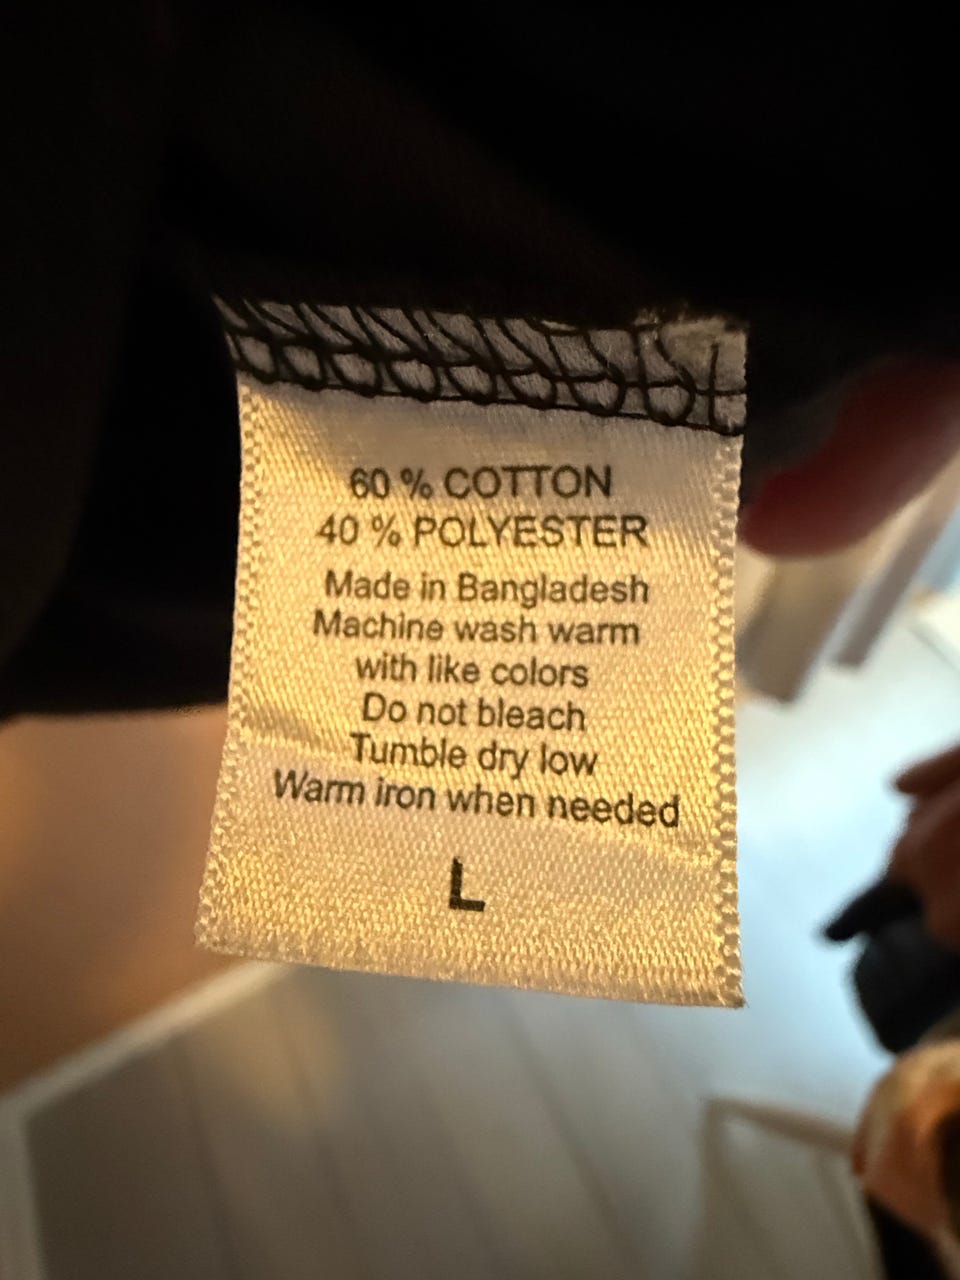 60 % COTTON
40 % POLYESTER
Made in Bangladesh
Machine wash warm
with like colors
Do not bleach
Tumble dry low
Warm iron when needed
L